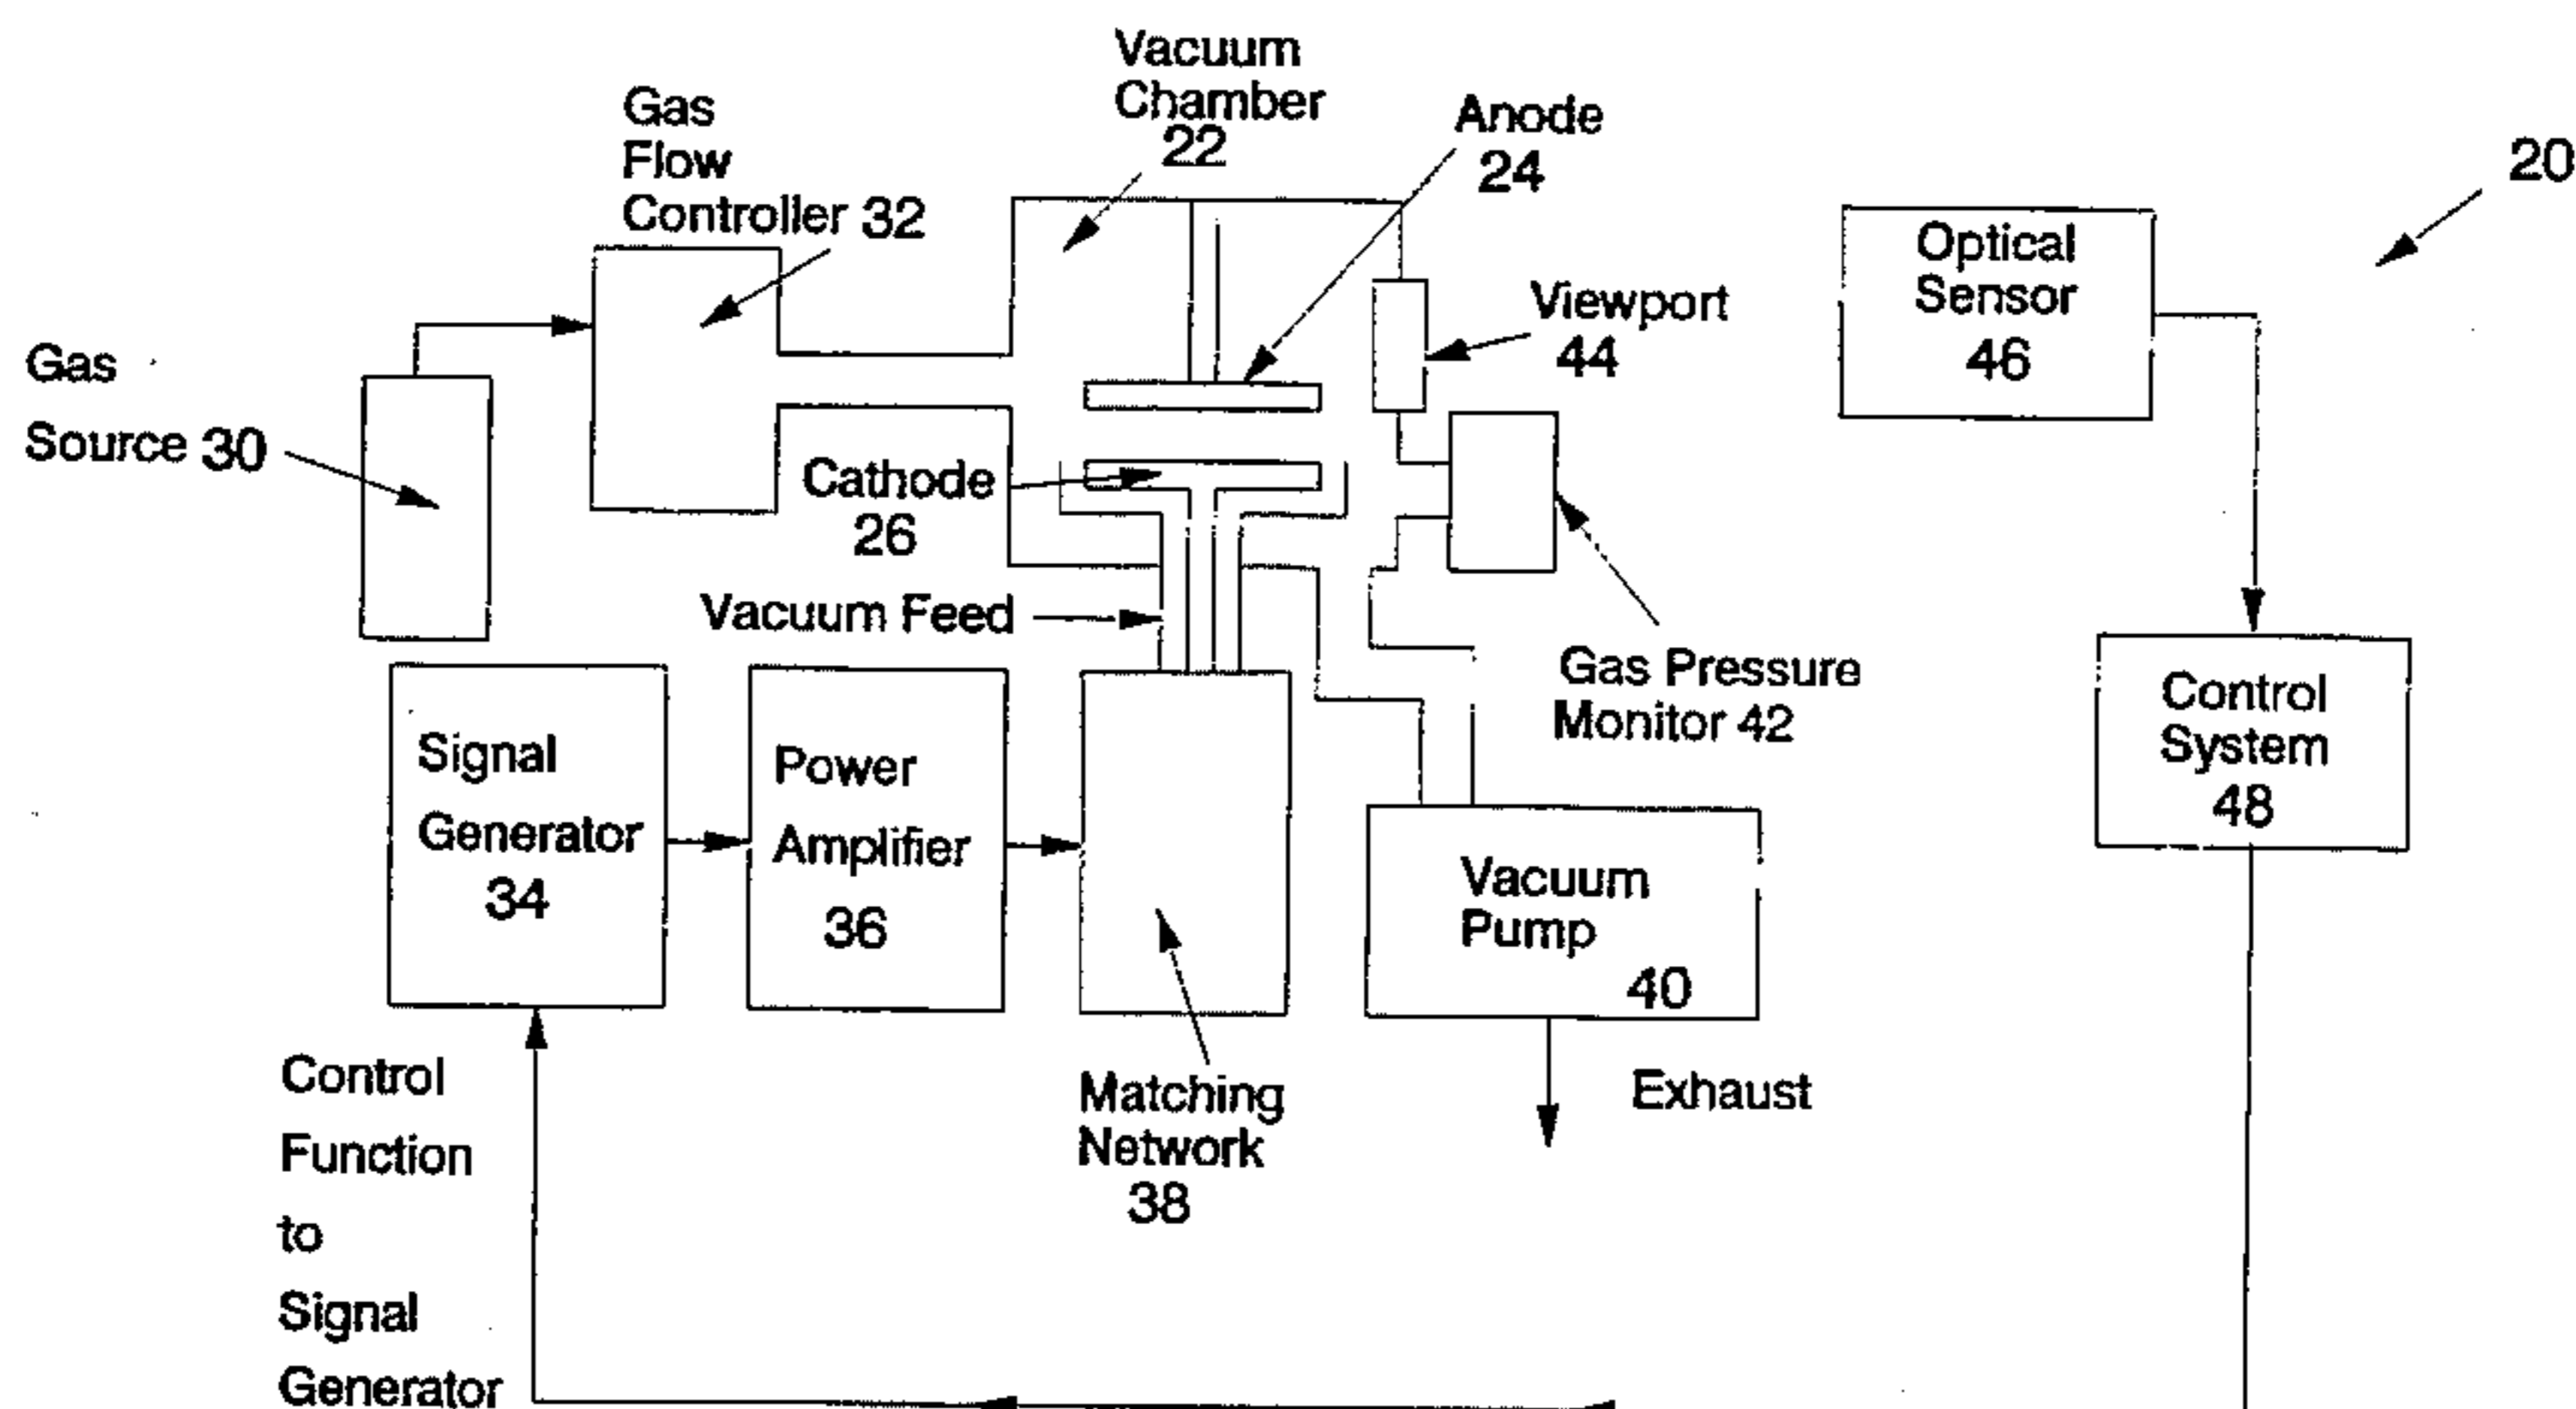 Vacuum
Chamber
22
Gas
Flow
Controller 32
Anode
24
20
Optical
Sensor
46
Viewport
44
Gas
Source 30
Cathode
26
Vacuum Feed
Gas Pressure
Monitor 42
Control
System
48
Signal
Generator
34
Power
Amplifier
36
Vacuum
Pump
40
Matching
Network
38
Exhaust
Control
Function
to
Signal
Generator